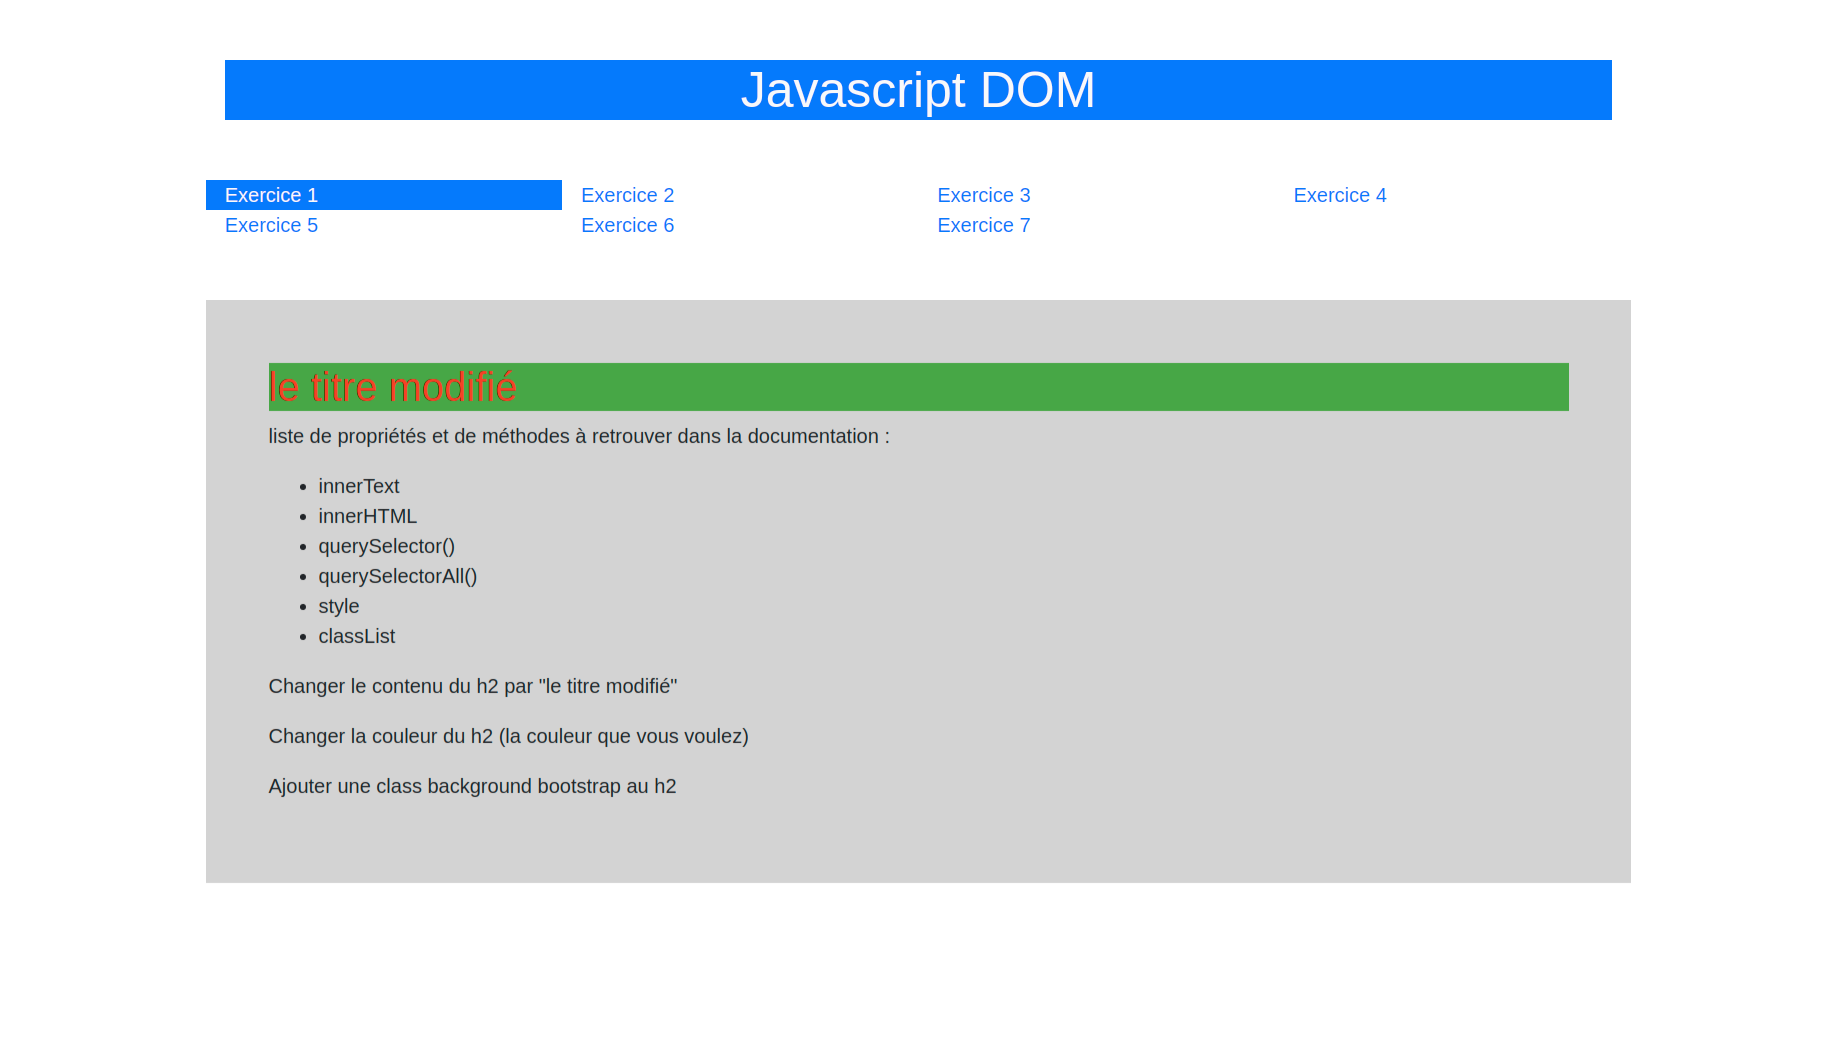 Javascript DOM
Exercice 1 Exercice 2 Exercice 3 Exercice 4
Exercice 5 Exercice 6 Exercice 7
le titre modifié
liste de propriétés et de méthodes à retrouver dans la documentation :
innerText
innerHTML
querySelector()
querySelectorAll()
style
classList
Changer le contenu du h2 par "le titre modifié"
Changer la couleur du h2 (la couleur que vous voulez)
Ajouter une class background bootstrap au h2